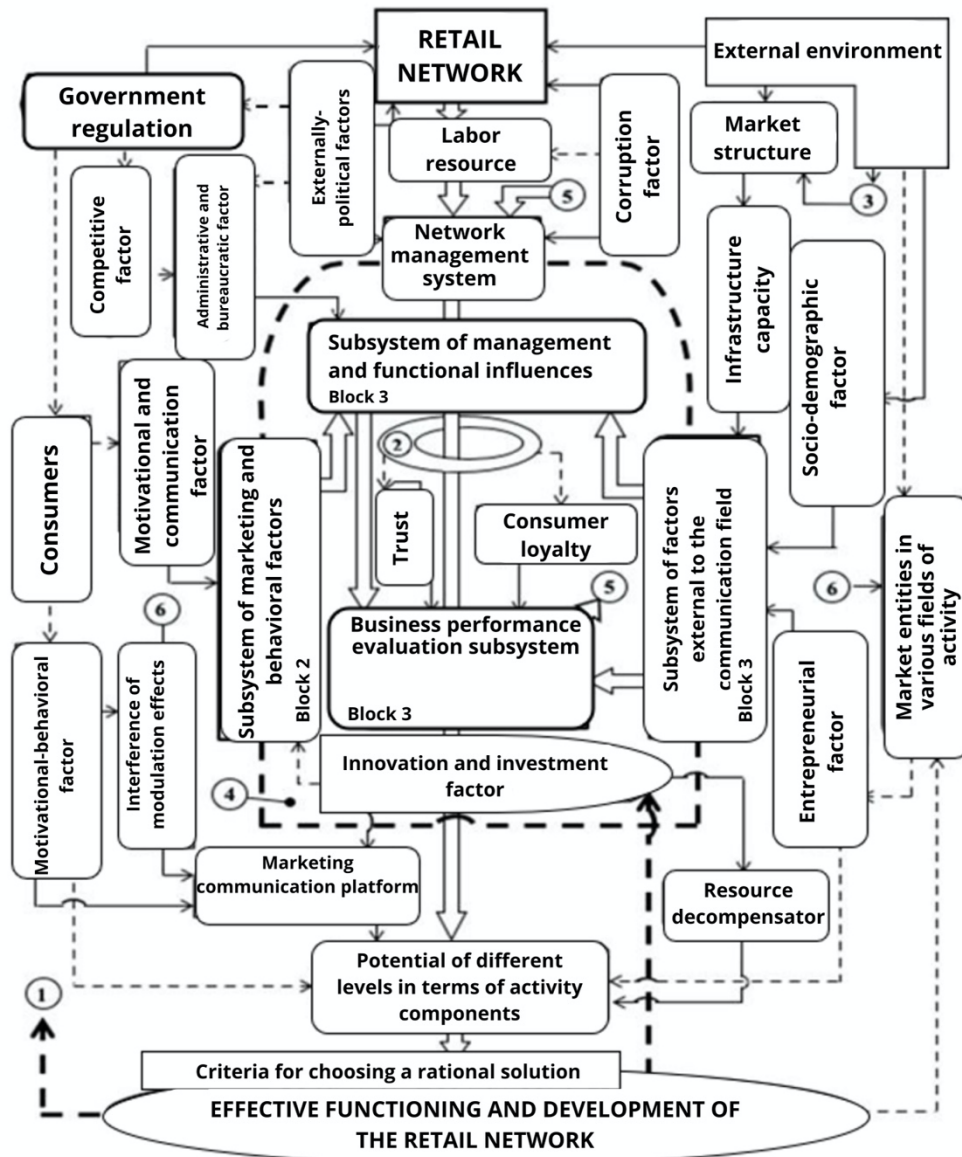 RETAIL
NETWORK
External environment
Government
regulation
Externally-
political factors
Labor
resource
Corruption
factor
Market
structure
3
5
Competitive
factor
Administrative and
bureaucratic factor
Network
management
system
Infrastructure
capacity
Socio-demographic
factor
Subsystem of management
and functional influences
Block 3
Consumers
Motivational and
communication
factor
Subsystem of marketing and
behavioral factors
Block 2
2
Trust
Consumer
loyalty
5
Subsystem of factors
external to the
communication field
Block 3
6
Market entities in
various fields of
activity
6
Business performance
evaluation subsystem
Block 3
Motivational-behavioral
factor
Interference of
modulation effects
Entrepreneurial
factor
4
Innovation and investment
factor
Marketing
communication platform
Resource
decompensator
Potential of different
levels in terms of activity
components
1
Criteria for choosing a rational solution
EFFECTIVE FUNCTIONING AND DEVELOPMENT OF
THE RETAIL NETWORK